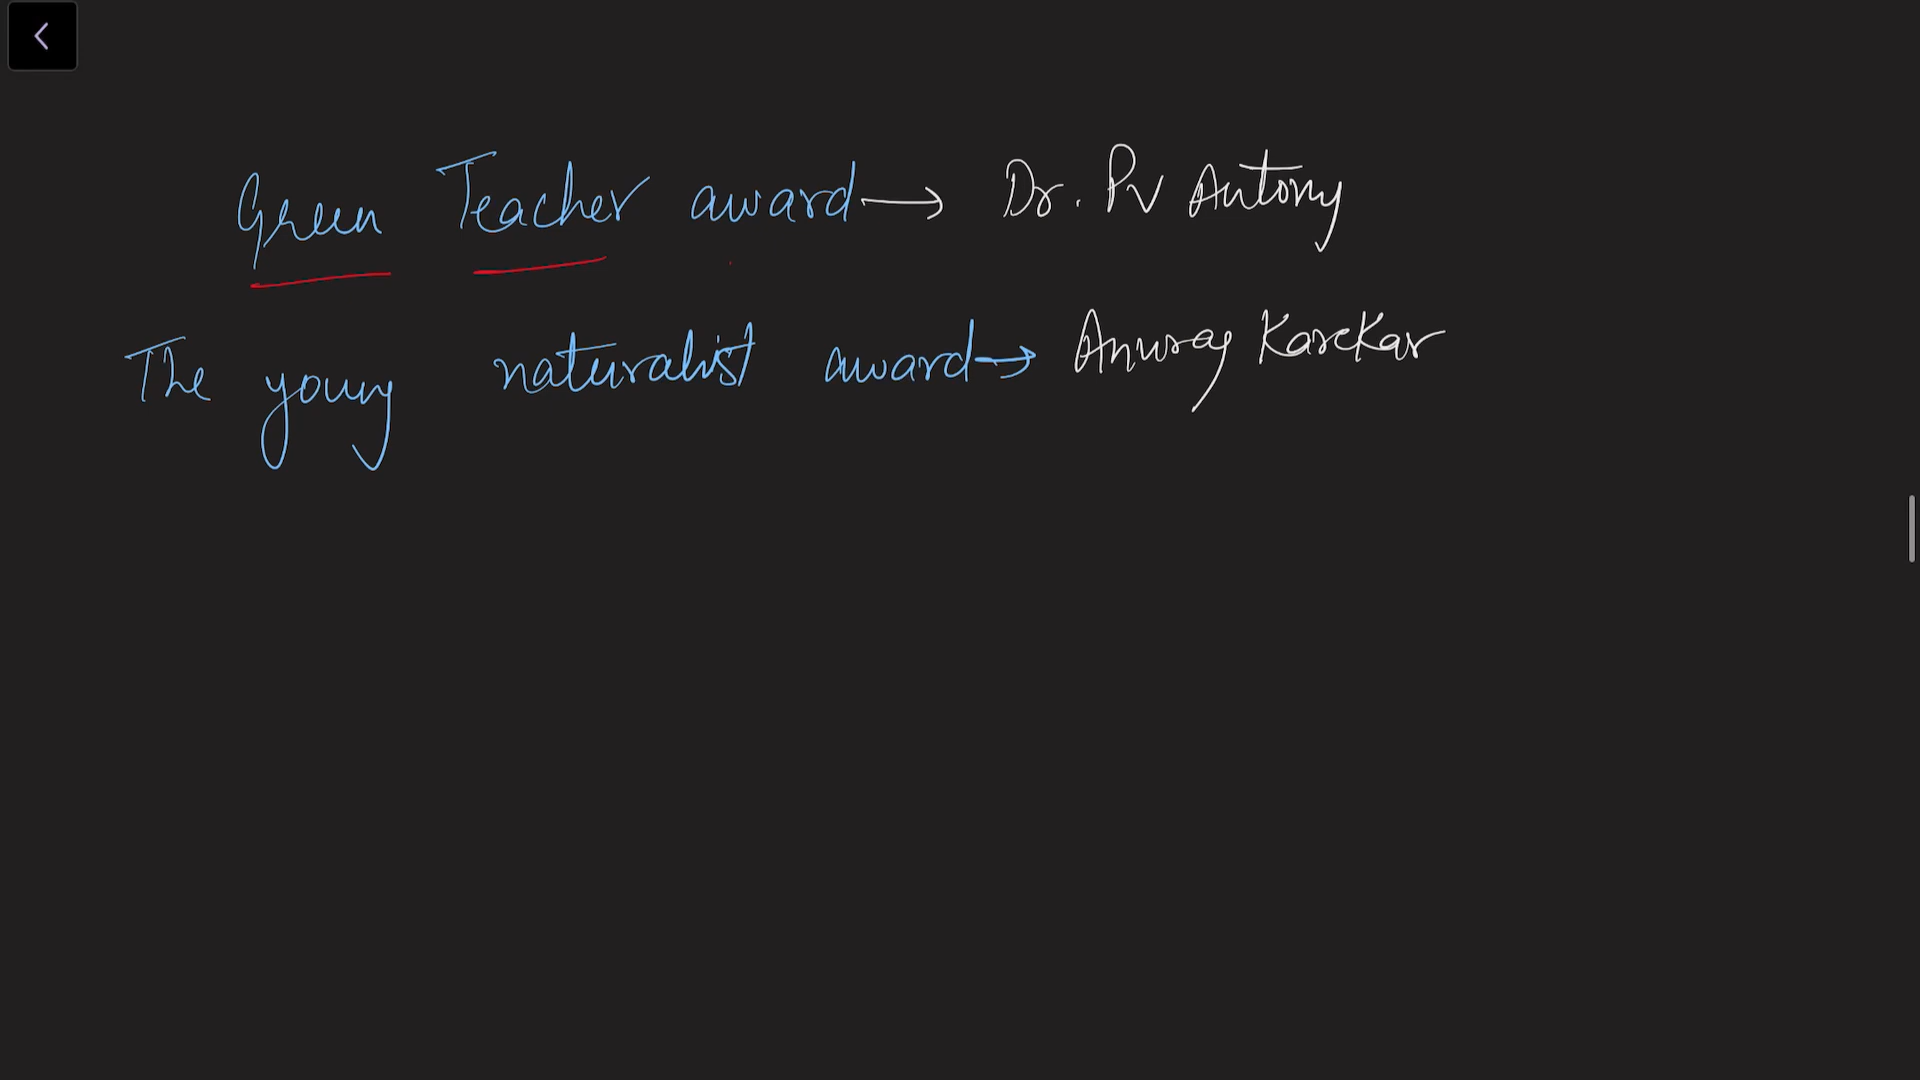 Green Teacher award → Dr. PV Antony
The young naturalist award → Anurag Karekar